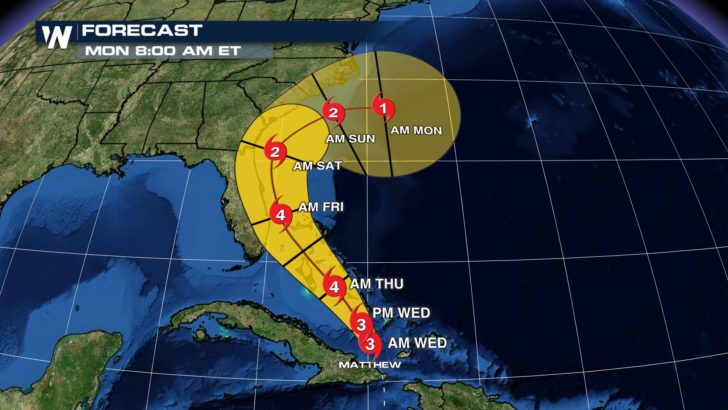 W FORECAST
MON 8:00 AM ET
2
1
AM SUN
AM MON
2
AM SAT
4
AM FRI
4
AM THU
3
PM WED
3
AM WED
MATTHEW